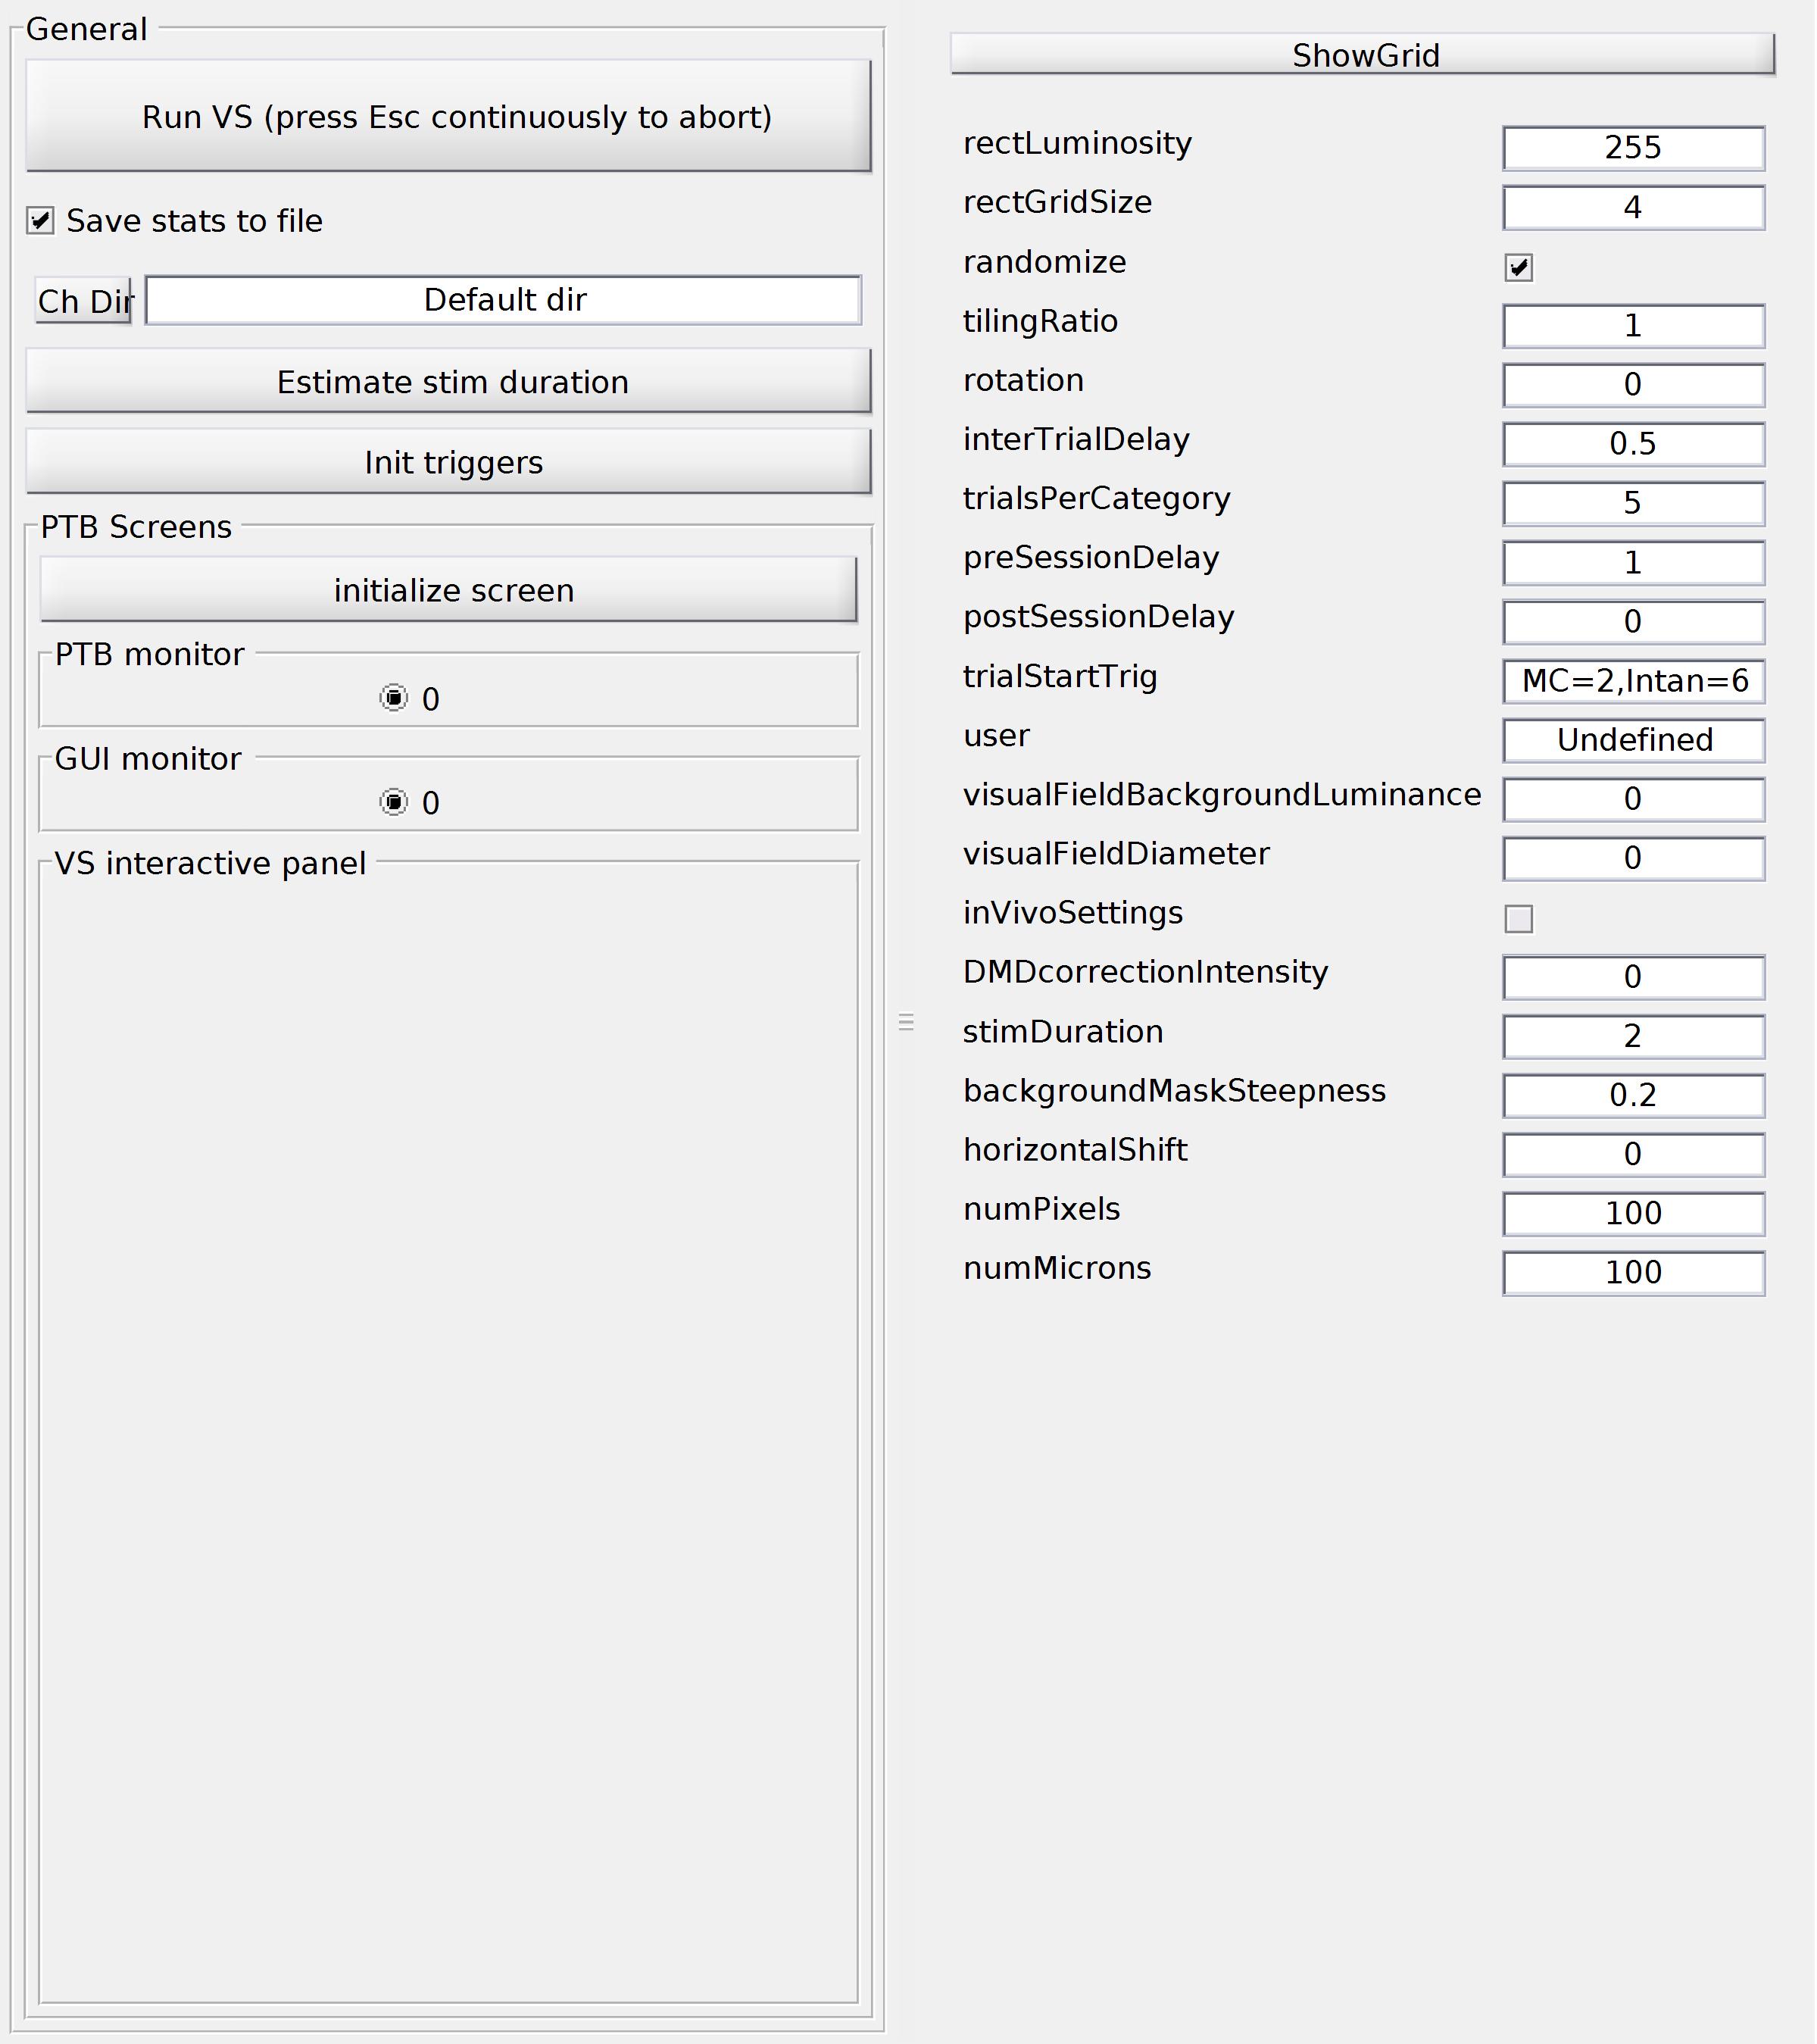 General
Run VS (press Esc continuously to abort)
Save stats to file
Ch Dir
Default dir
Estimate stim duration
Init triggers
PTB Screens
initialize screen
PTB monitor
0
GUI monitor
0
VS interactive panel
ShowGrid
rectLuminosity 255
rectGridSize 4
randomize
tilingRatio 1
rotation 0
interTrialDelay 0.5
trialsPerCategory 5
preSessionDelay 1
postSessionDelay 0
trialStartTrig MC=2,Intan=6
user Undefined
visualFieldBackgroundLuminance 0
visualFieldDiameter 0
inVivoSettings
DMDcorrectionIntensity 0
stimDuration 2
backgroundMaskSteepness 0.2
horizontalShift 0
numPixels 100
numMicrons 100